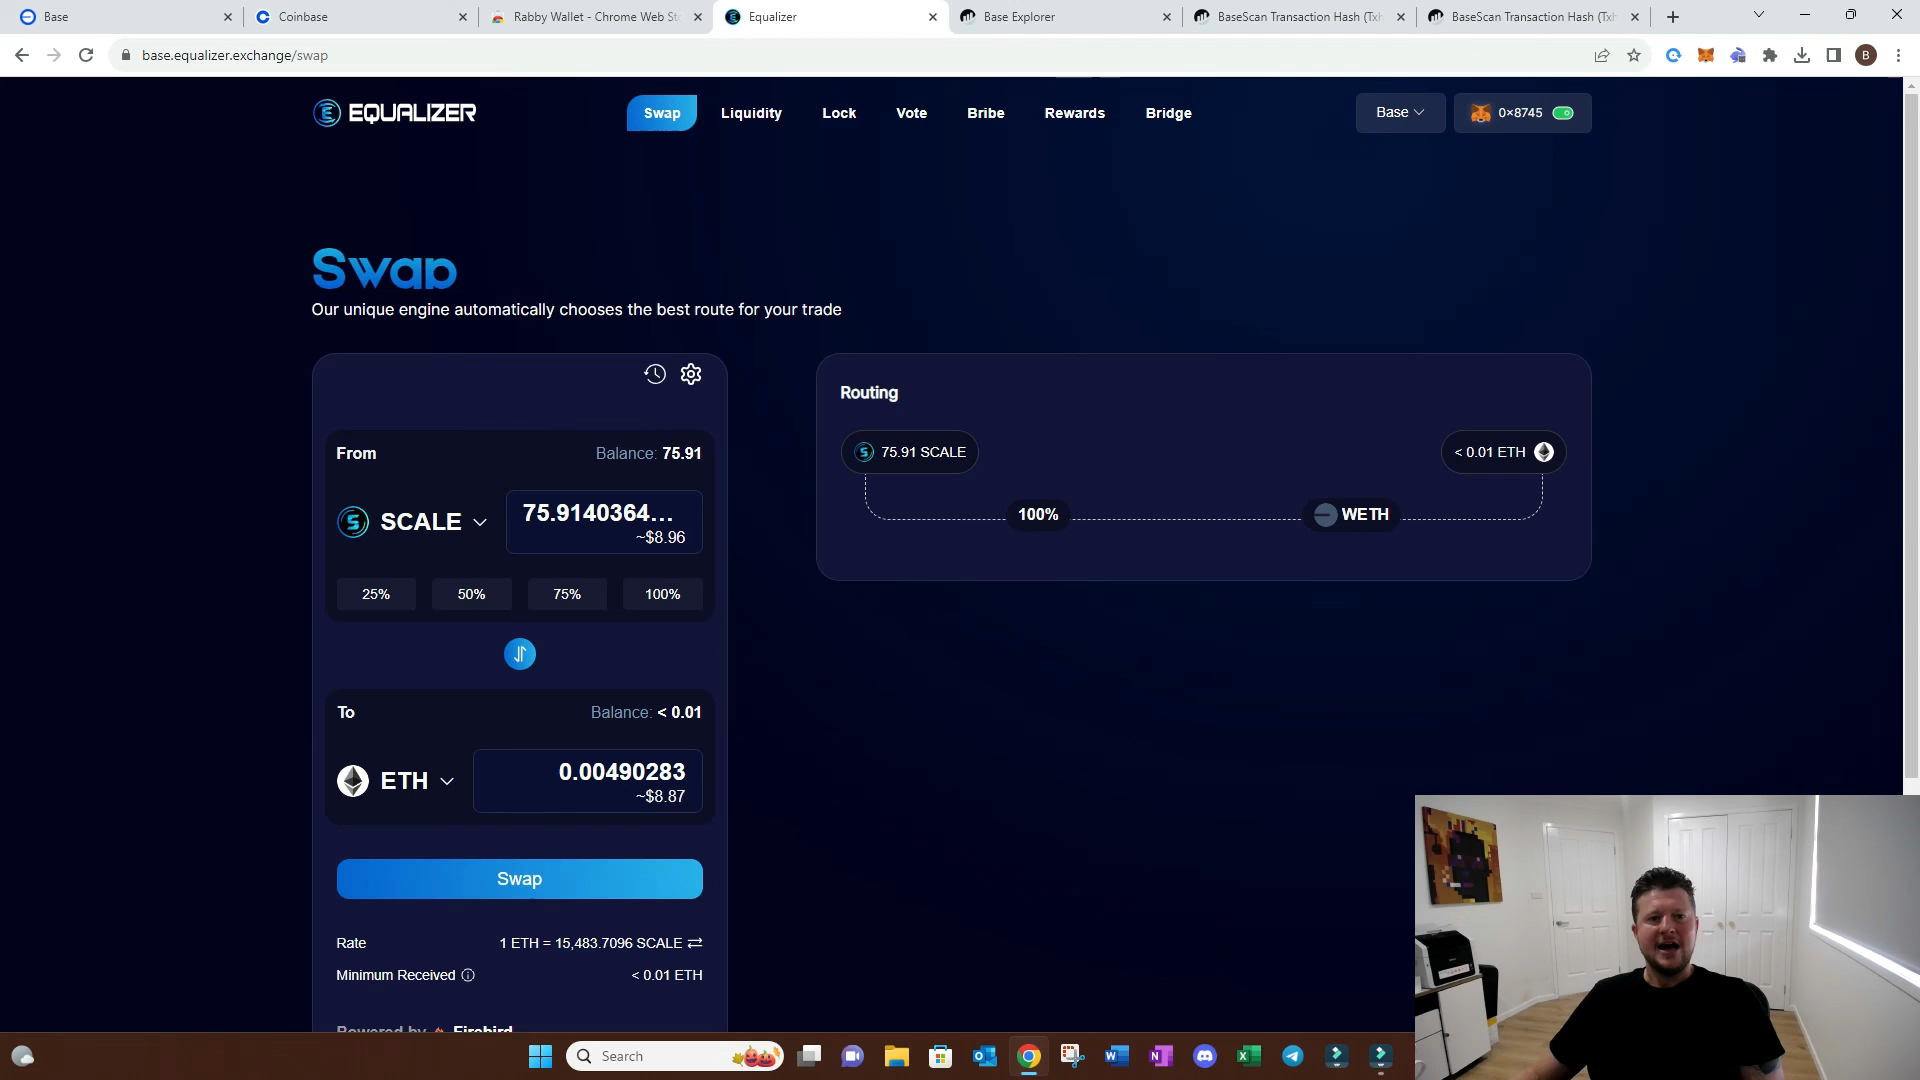 Base
Coinbase
Rabby Wallet - Chrome Web Sto
Equalizer
Base Explorer
BaseScan Transaction Hash (Txh
BaseScan Transaction Hash (Txh
base.equalizer.exchange/swap
B
EQUALIZER
Swap
Liquidity
Lock
Vote
Bribe
Rewards
Bridge
Base
0×8745
Swap
Our unique engine automatically chooses the best route for your trade
From
Balance: 75.91
SCALE
75.9140364...
~$8.96
25%
50%
75%
100%
To
Balance: < 0.01
ETH
0.00490283
~$8.87
Swap
Rate
1 ETH = 15,483.7096 SCALE
Minimum Received
< 0.01 ETH
Powered by Firebird
Routing
75.91 SCALE
< 0.01 ETH
100%
WETH
Search